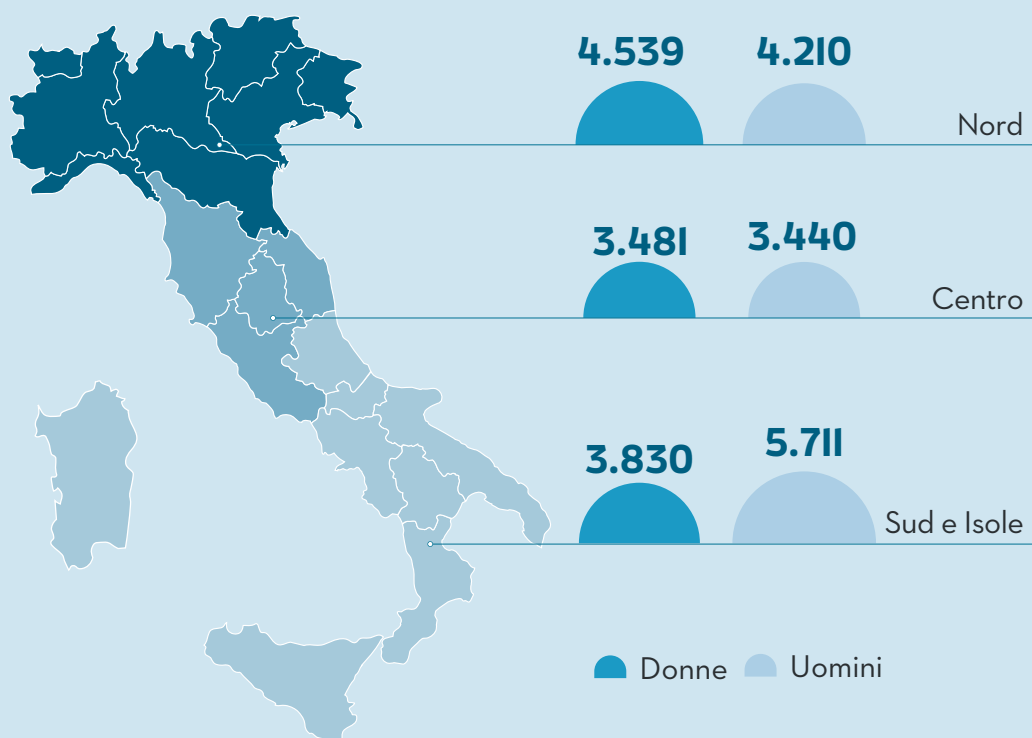 4.539 4.210
Nord
3.481 3.440
Centro
3.830 5.711
Sud e Isole
Donne Uomini